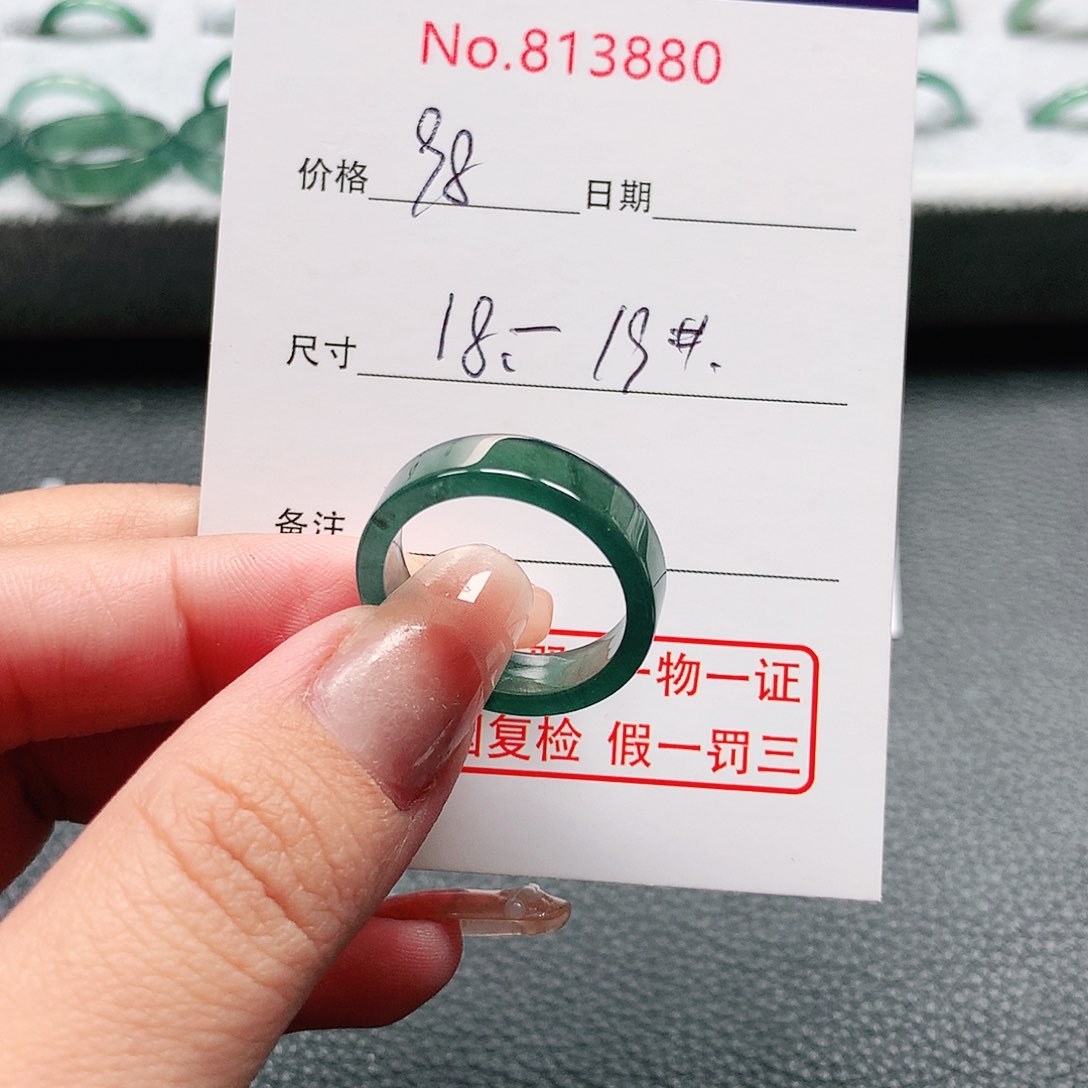 No.813880
价格 98 日期
尺寸 18.- 19#.
备注
一物一证
复检 假一罚三